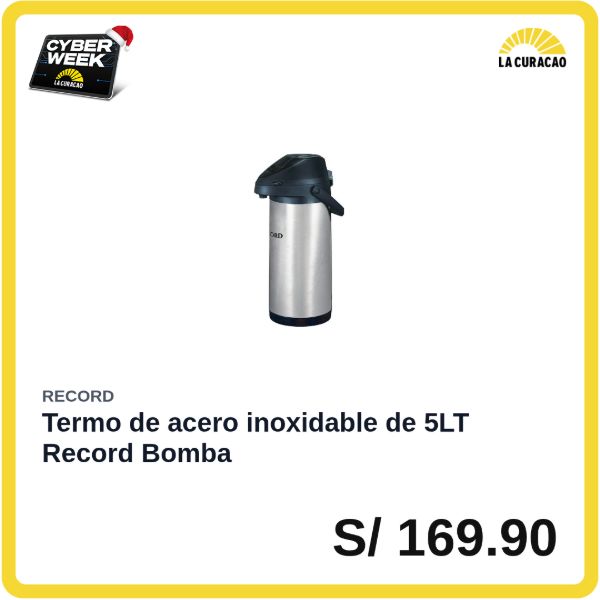 CYBER
WEEK
LA CURACAO
LA CURACAO
RECORD
Termo de acero inoxidable de 5LT
Record Bomba
S/ 169.90